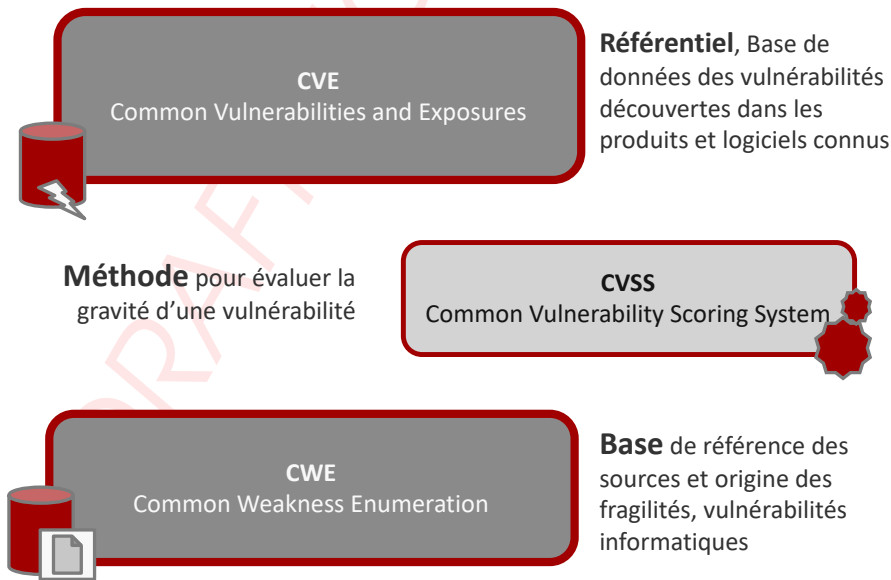 CVE
Common Vulnerabilities and Exposures
Référentiel, Base de
données des vulnérabilités
découvertes dans les
produits et logiciels connus
Méthode pour évaluer la
gravité d’une vulnérabilité
CVSS
Common Vulnerability Scoring System
CWE
Common Weakness Enumeration
Base de référence des
sources et origine des
fragilités, vulnérabilités
informatiques
DRAF